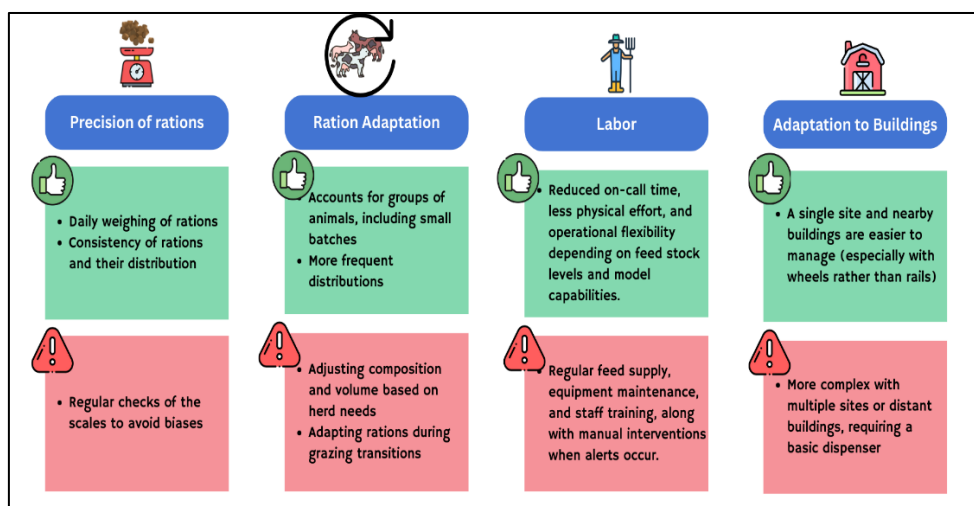 Precision of rations
• Daily weighing of rations
• Consistency of rations
and their distribution
• Regular checks of the
scales to avoid biases
Ration Adaptation
• Accounts for groups of
animals, including small
batches
• More frequent
distributions
• Adjusting composition
and volume based on
herd needs
• Adapting rations during
grazing transitions
Labor
• Reduced on-call time,
less physical effort, and
operational flexibility
depending on feed stock
levels and model
capabilities.
• Regular feed supply,
equipment maintenance,
and staff training, along
with manual interventions
when alerts occur.
Adaptation to Buildings
• A single site and nearby
buildings are easier to
manage (especially with
wheels rather than rails)
• More complex with
multiple sites or distant
buildings, requiring a
basic dispenser